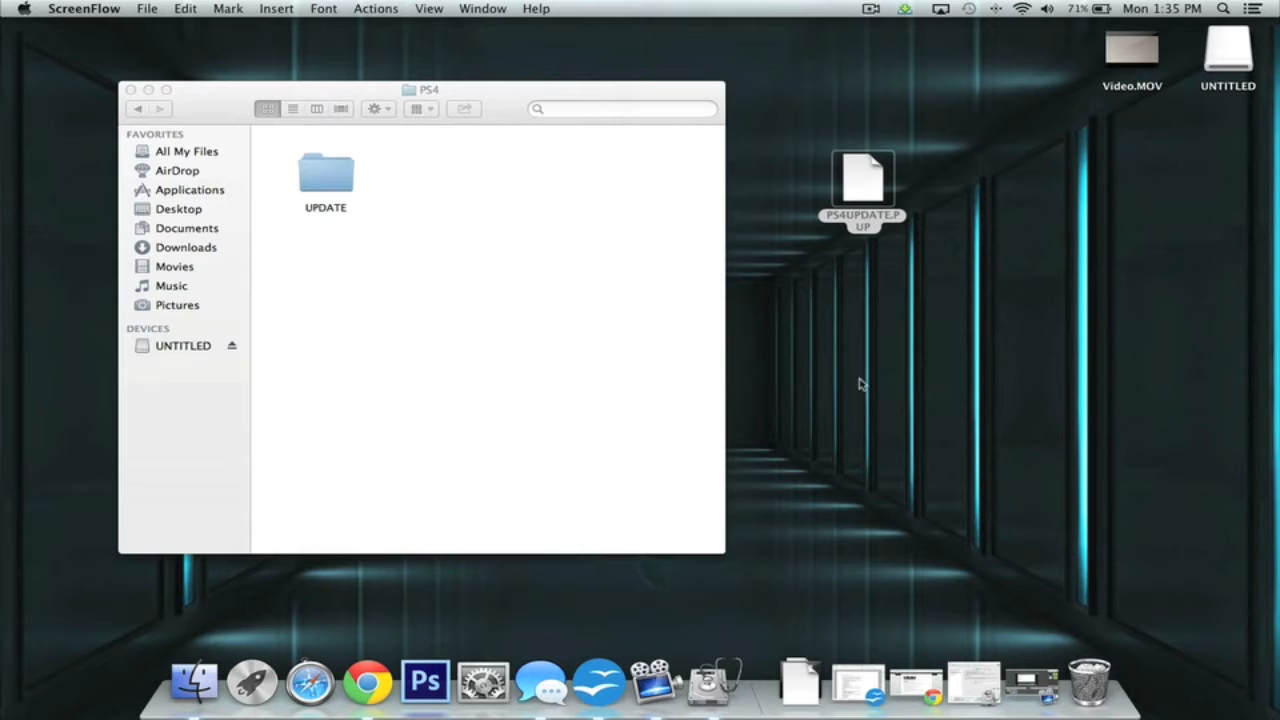 ScreenFlow File Edit Mark Insert Font Actions View Window Help 71% Mon 1:35 PM
Video.MOV
UNTITLED
PS4
FAVORITES
All My Files
AirDrop
Applications
Desktop
Documents
Downloads
Movies
Music
Pictures
DEVICES
UNTITLED
UPDATE
PS4UPDATE.P
UP
Ps